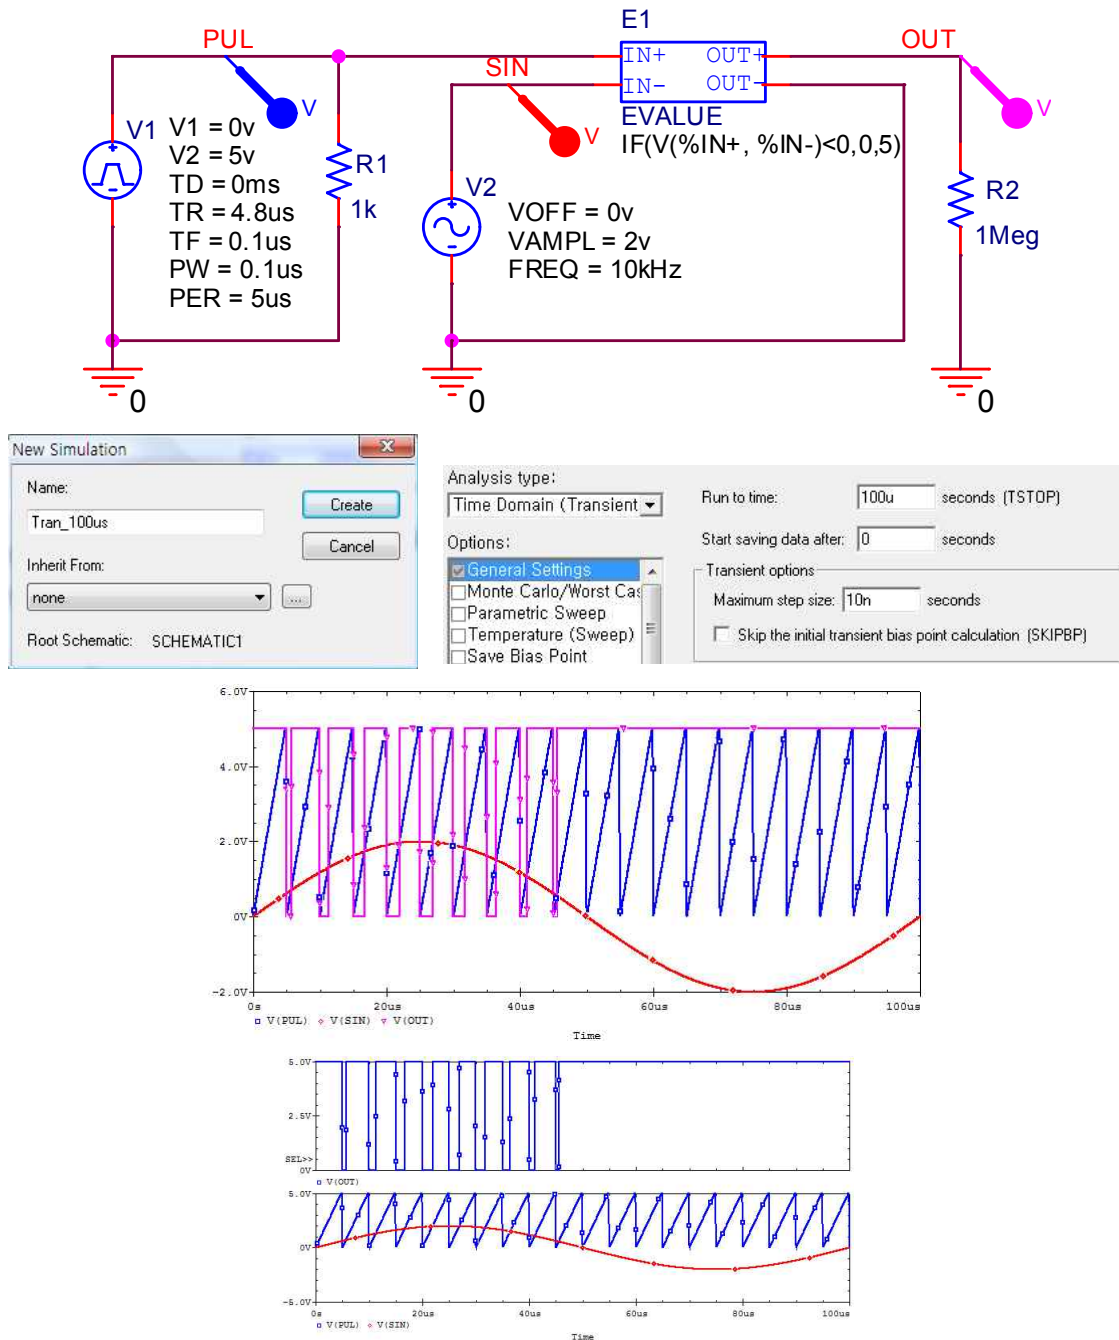 E1
PUL
OUT
SIN
IN+ OUT+
IN- OUT-
V
V
V
EVALUE
IF(V(%IN+, %IN-)<0,0,5)
V1
V1 = 0v
V2 = 5v
TD = 0ms
TR = 4.8us
TF = 0.1us
PW = 0.1us
PER = 5us
R1
1k
V2
VOFF = 0v
VAMPL = 2v
FREQ = 10kHz
R2
1Meg
0
0
0
New Simulation
Name:
Tran_100us
Create
Cancel
Inherit From:
none
...
Root Schematic: SCHEMATIC1
Analysis type:
Time Domain (Transient
Options:
General Settings
Monte Carlo/Worst Cas
Parametric Sweep
Temperature (Sweep)
Save Bias Point
Run to time: 100u seconds (TSTOP)
Start saving data after: 0 seconds
Transient options
Maximum step size: 10n seconds
Skip the initial transient bias point calculation (SKIPBP)
6.0V
4.0V
2.0V
0V
-2.0V
0s 20us 40us 60us 80us 100us
V(PUL) V(SIN) V(OUT)
Time
5.0V
2.5V
SEL>>
0V
V(OUT)
5.0V
0V
-5.0V
0s 20us 40us 60us 80us 100us
V(PUL) V(SIN)
Time